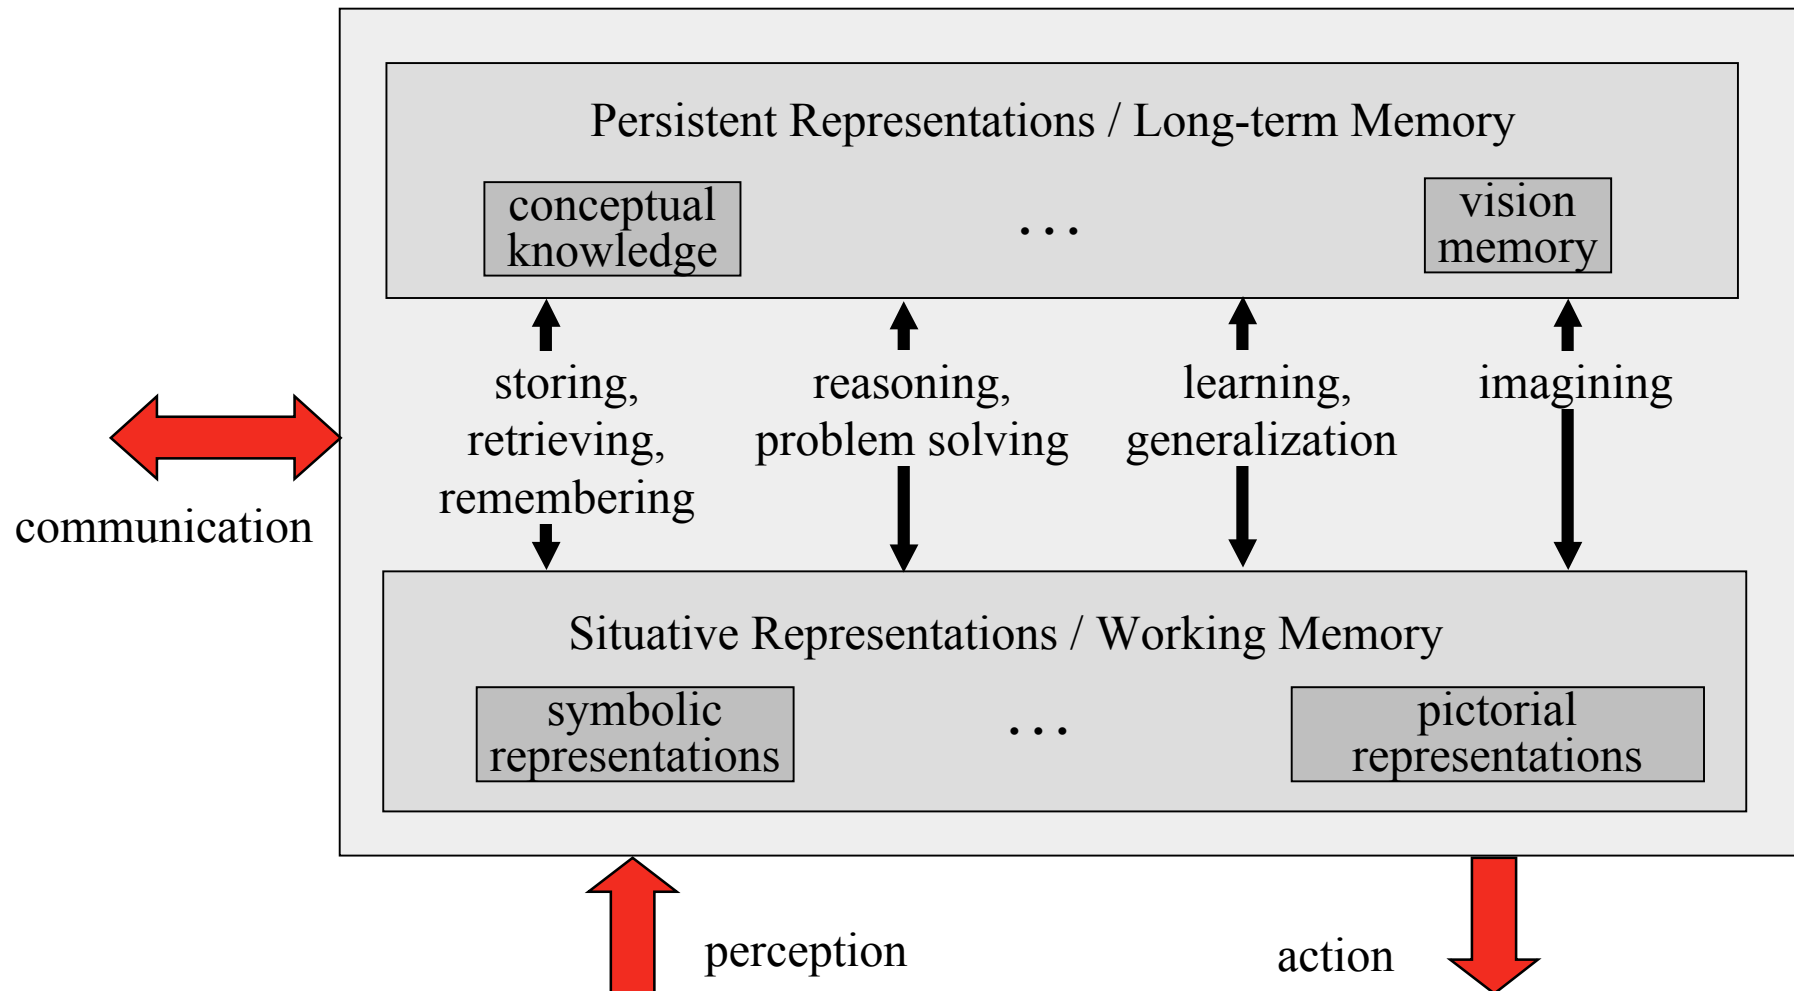 Persistent Representations / Long-term Memory
conceptual
knowledge
...
vision
memory
storing,
retrieving,
remembering
reasoning,
problem solving
learning,
generalization
imagining
communication
Situative Representations / Working Memory
symbolic
representations
...
pictorial
representations
perception
action